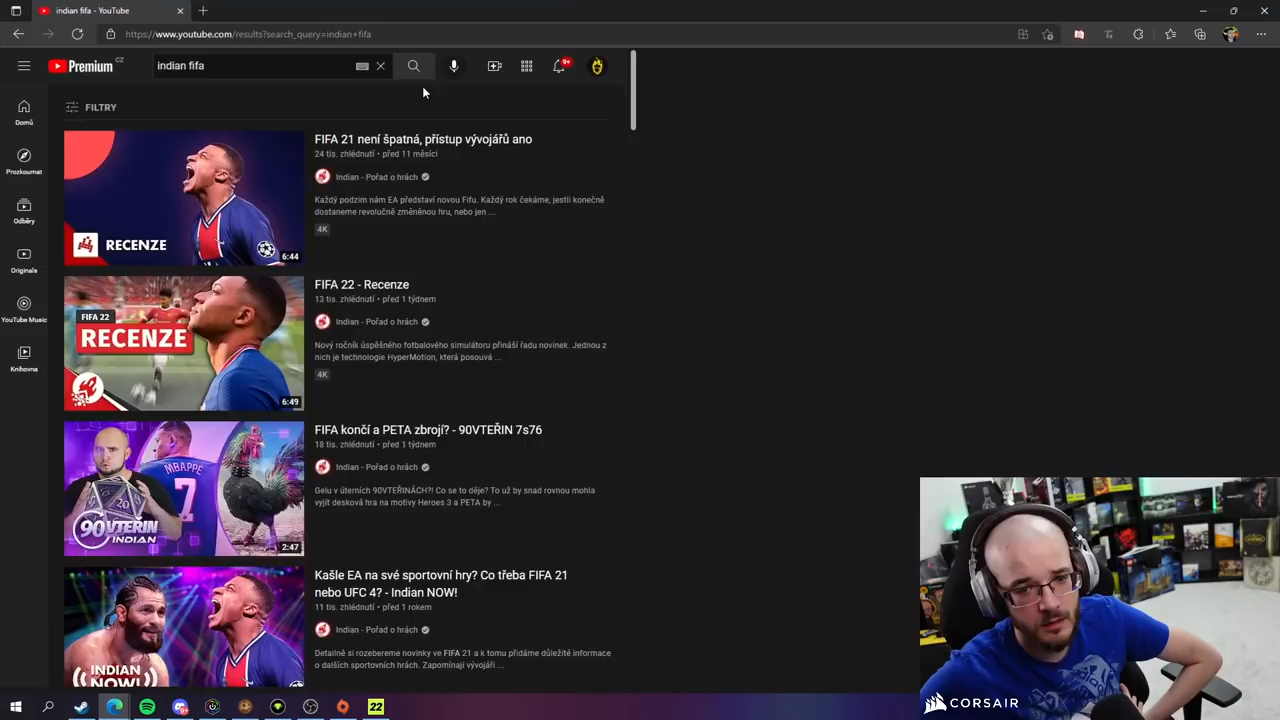 indian fifa - YouTube
https://www.youtube.com/results?search_query=indian+fifa
Premium CZ
indian fifa
9+
FILTRY
Domů
Prozkoumat
Odběry
Originals
YouTube Music
Knihovna
RECENZE
6:44
FIFA 21 není špatná, přístup vývojářů ano
24 tis. zhlédnutí • před 11 měsíci
Indian - Pořad o hrách
Každý podzim nám EA představí novou Fifu. Každý rok čekáme, jestli konečně
dostaneme revolučně změněnou hru, nebo jen ...
4K
FIFA 22
RECENZE
6:49
FIFA 22 - Recenze
13 tis. zhlédnutí • před 1 týdnem
Indian - Pořad o hrách
Nový ročník úspěšného fotbalového simulátoru přináší řadu novinek. Jednou z
nich je technologie HyperMotion, která posouvá ...
4K
MBAPPÉ
7
90VTEŘIN
INDIAN
2:47
FIFA končí a PETA zbrojí? - 90VTEŘIN 7s76
18 tis. zhlédnutí • před 1 týdnem
Indian - Pořad o hrách
Gelu v úterních 90VTEŘINÁCH?! Co se to děje? To už by snad rovnou mohla
vyjít desková hra na motivy Heroes 3 a PETA by ...
INDIAN
NOW!
Kašle EA na své sportovní hry? Co třeba FIFA 21
nebo UFC 4? - Indian NOW!
11 tis. zhlédnutí • před 1 rokem
Indian - Pořad o hrách
Detailně si rozebereme novinky ve FIFA 21 a k tomu přidáme důležité informace
o dalších sportovních hrách. Zapomínají vývojáři ...
CORSAIR
22